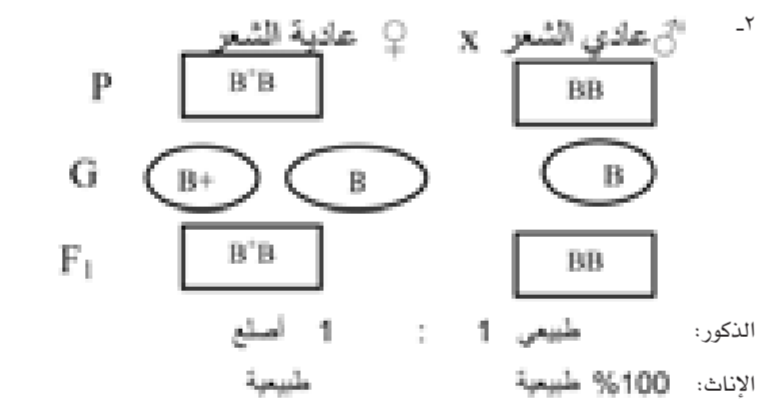 ٢-
♂ عادي الشعر x ♀ عادية الشعر
P BB B⁺B
G B B B+
F₁ BB B⁺B
الذكور: طبيعي 1 : 1 أصلع
الإناث: 100% طبيعية طبيعية